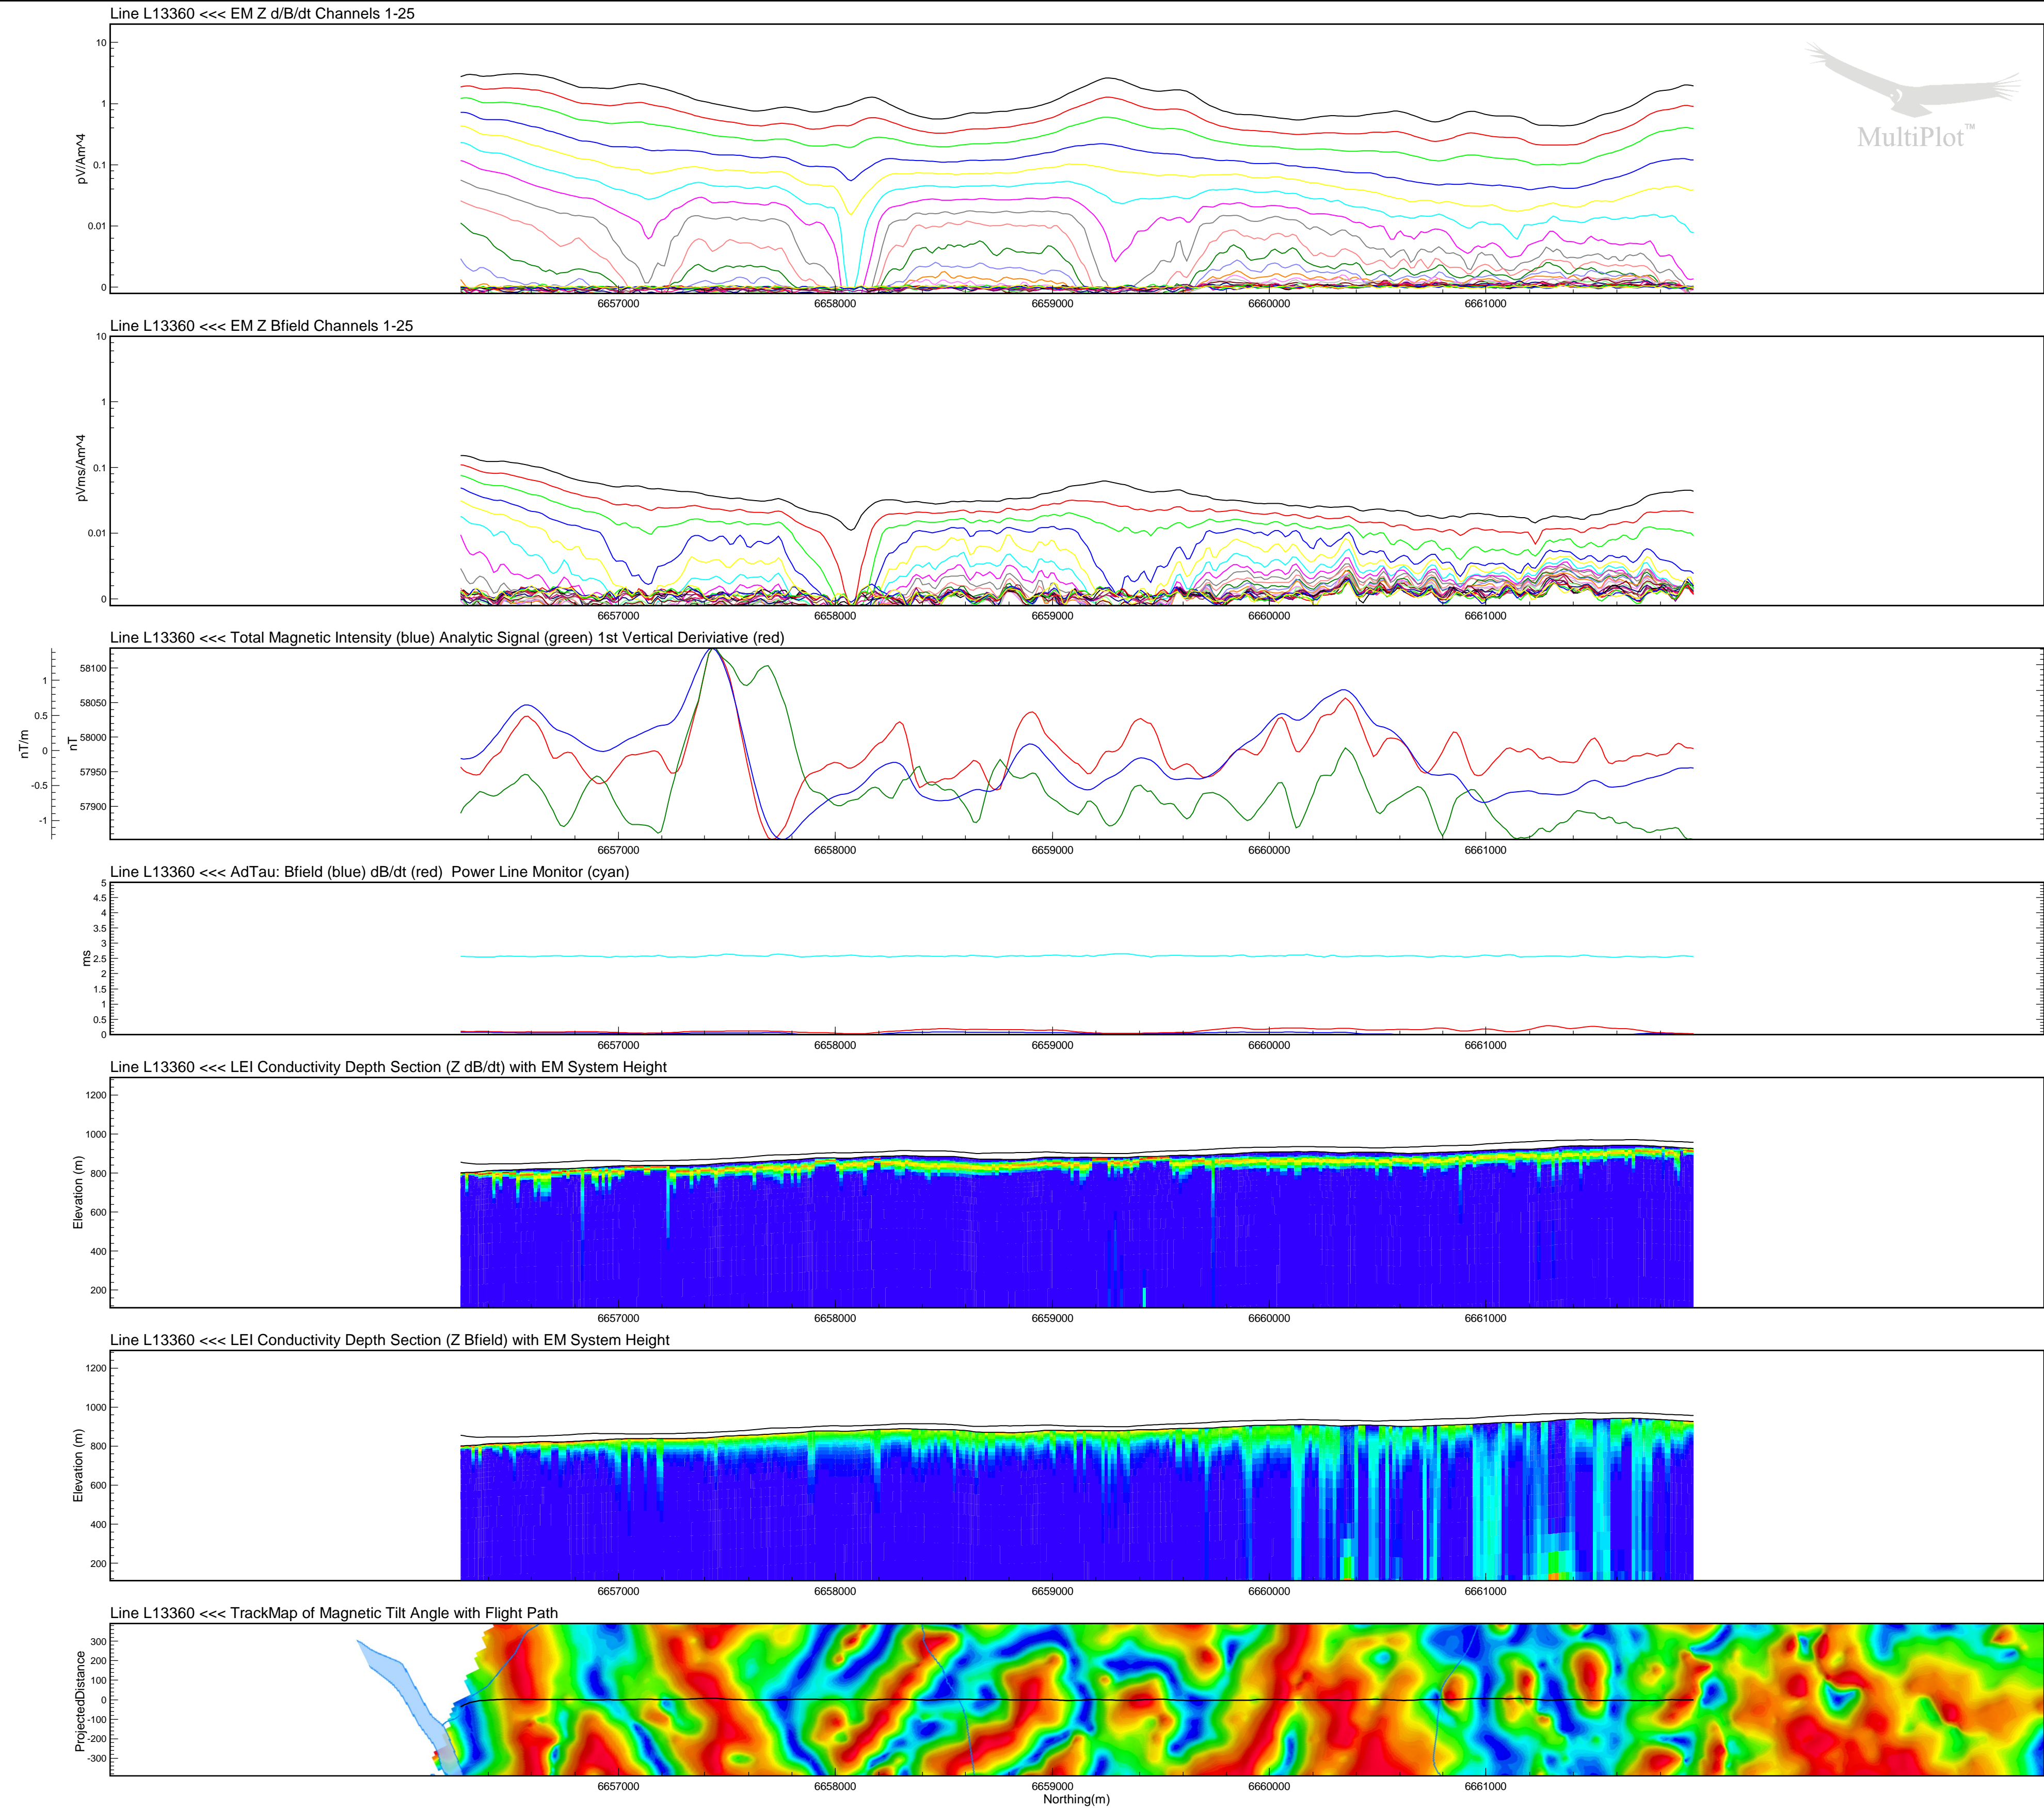 Line L13360 <<< EM Z d/B/dt Channels 1-25
10
1
0.1
0.01
0
pV/Am^4
MultiPlot™
6657000 6658000 6659000 6660000 6661000
Line L13360 <<< EM Z Bfield Channels 1-25
10
1
0.1
0.01
0
pVms/Am^4
6657000 6658000 6659000 6660000 6661000
Line L13360 <<< Total Magnetic Intensity (blue) Analytic Signal (green) 1st Vertical Deriviative (red)
1
0.5
0
-0.5
-1
nT/m
58100
58050
58000
57950
57900
nT
6657000 6658000 6659000 6660000 6661000
Line L13360 <<< AdTau: Bfield (blue) dB/dt (red) Power Line Monitor (cyan)
5
4.5
4
3.5
3
2.5
2
1.5
1
0.5
0
ms
6657000 6658000 6659000 6660000 6661000
Line L13360 <<< LEI Conductivity Depth Section (Z dB/dt) with EM System Height
1200
1000
800
600
400
200
Elevation (m)
6657000 6658000 6659000 6660000 6661000
Line L13360 <<< LEI Conductivity Depth Section (Z Bfield) with EM System Height
1200
1000
800
600
400
200
Elevation (m)
6657000 6658000 6659000 6660000 6661000
Line L13360 <<< TrackMap of Magnetic Tilt Angle with Flight Path
300
200
100
0
-100
-200
-300
ProjectedDistance
6657000 6658000 6659000 6660000 6661000
Northing(m)